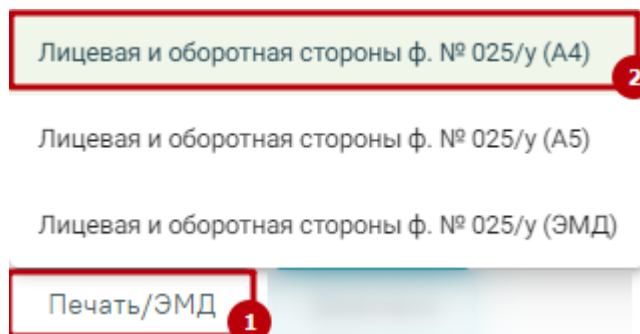 Лицевая и оборотная стороны ф. № 025/у (А4)
2
Лицевая и оборотная стороны ф. № 025/у (А5)
Лицевая и оборотная стороны ф. № 025/у (ЭМД)
Печать/ЭМД
1